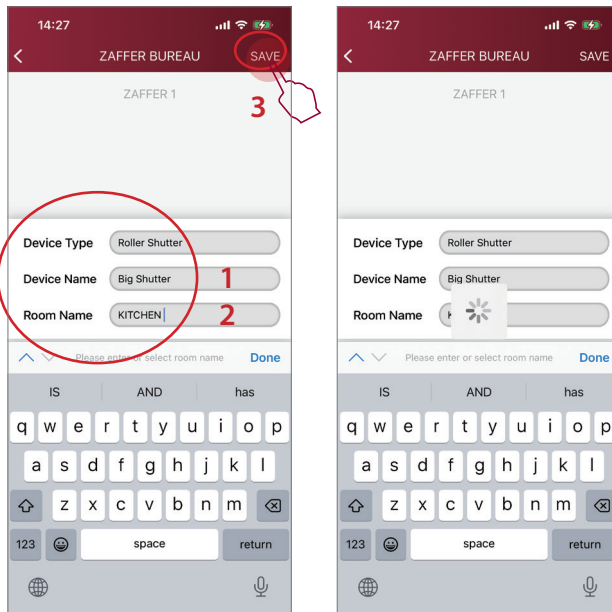 14:27
ZAFFER BUREAU SAVE
ZAFFER 1
3
Device Type Roller Shutter
Device Name Big Shutter 1
Room Name KITCHEN 2
Please enter or select room name Done
IS AND has
q w e r t y u i o p
a s d f g h j k l
z x c v b n m
123 space return
14:27
ZAFFER BUREAU SAVE
ZAFFER 1
Device Type Roller Shutter
Device Name Big Shutter
Room Name
Please enter or select room name Done
IS AND has
q w e r t y u i o p
a s d f g h j k l
z x c v b n m
123 space return